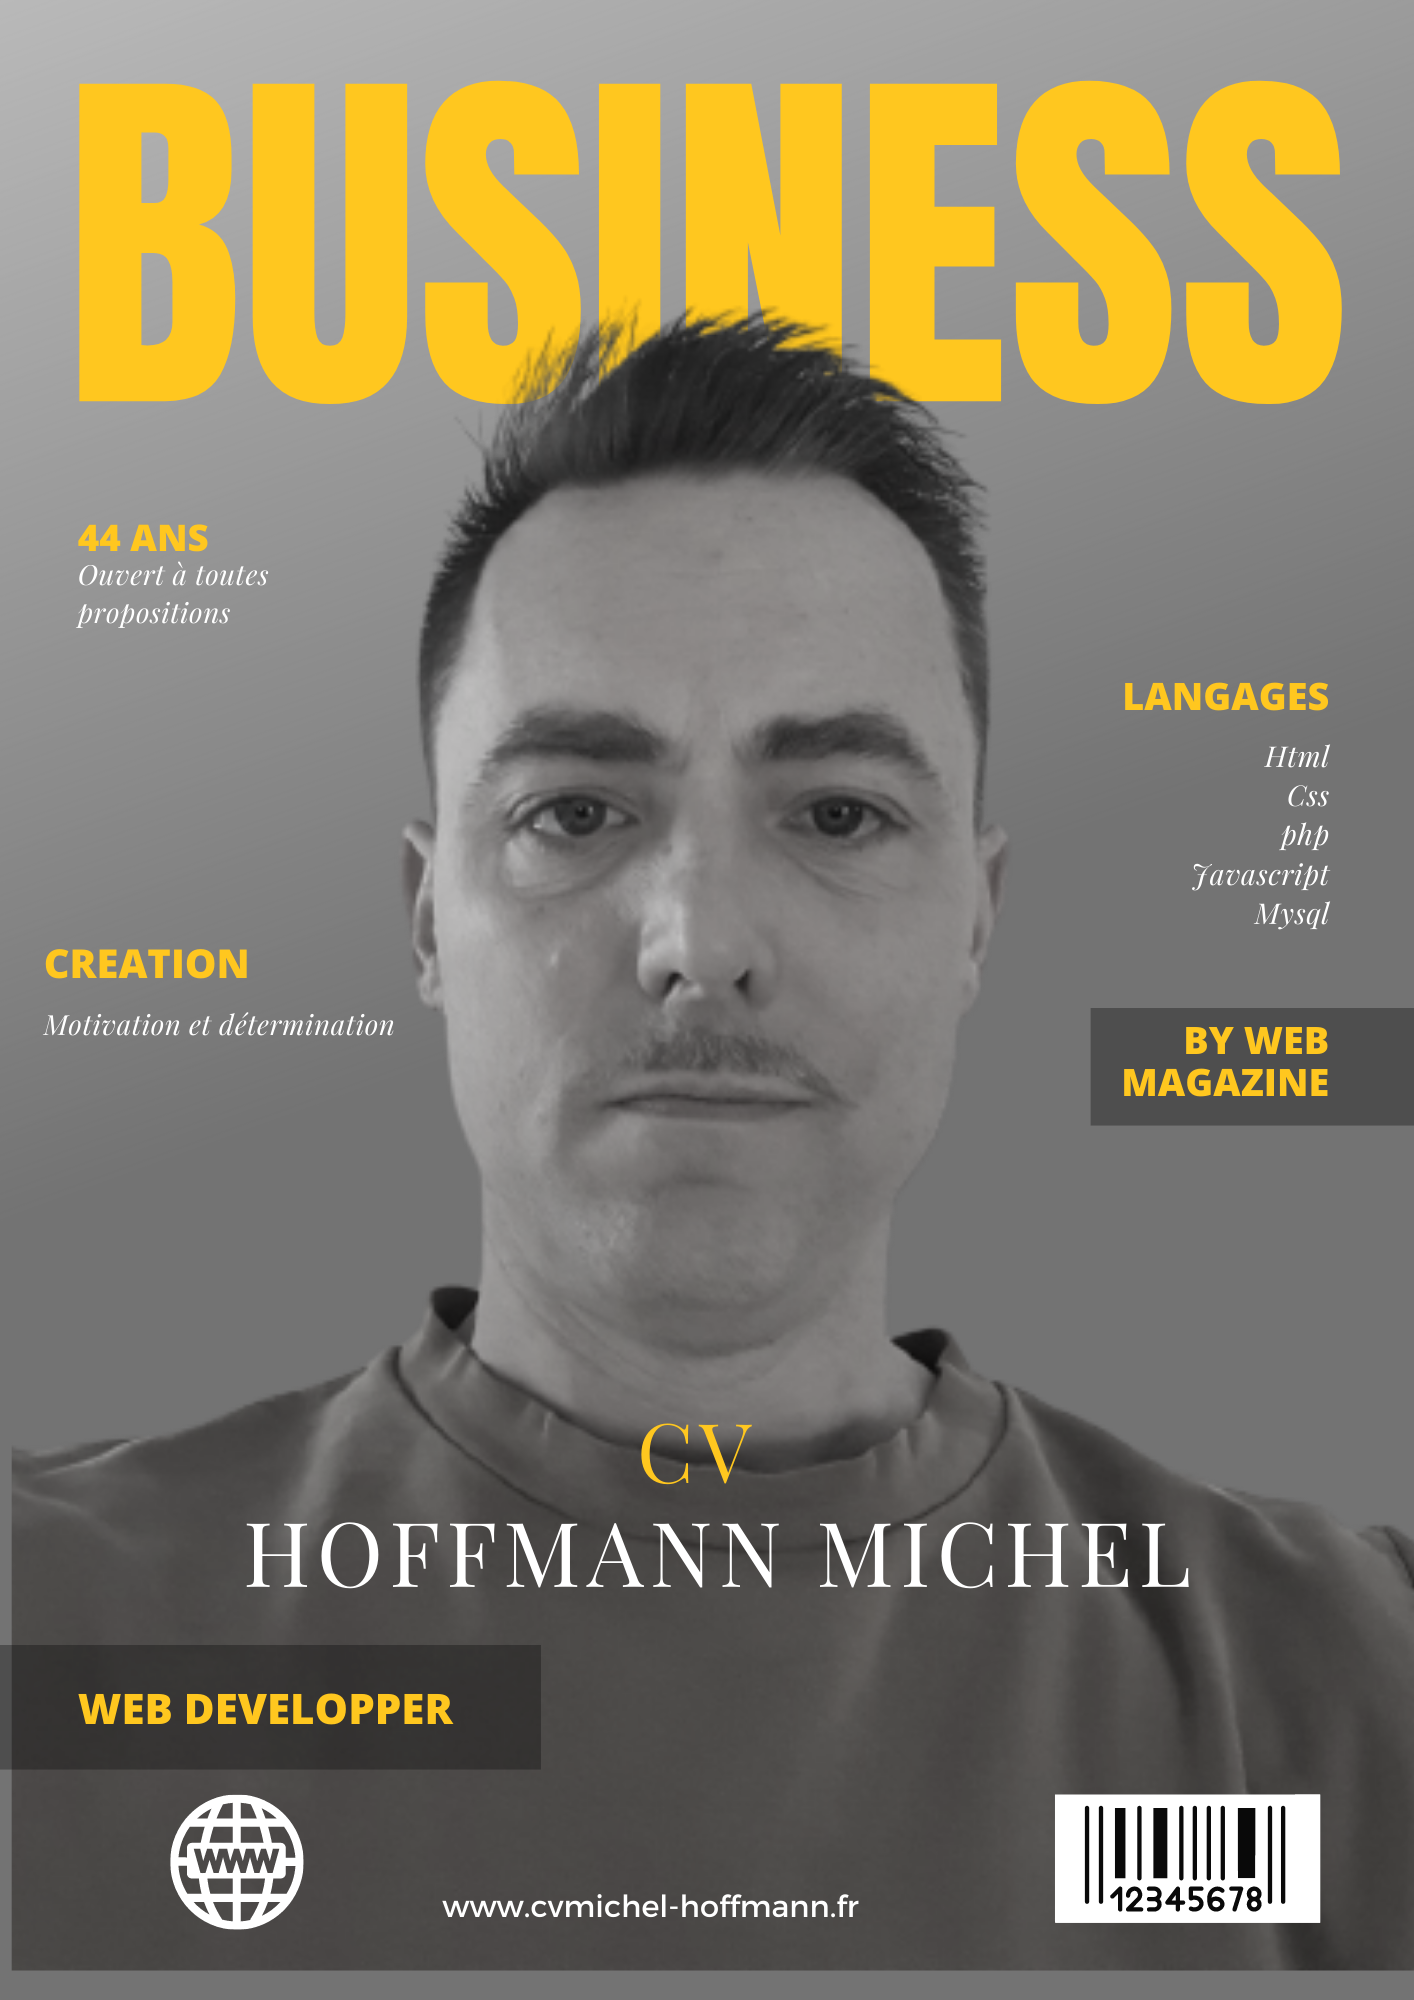 BUSINESS
44 ANS
Ouvert à toutes
propositions
LANGAGES
Html
Css
php
Javascript
Mysql
CREATION
Motivation et détermination
BY WEB
MAGAZINE
CV
HOFFMANN MICHEL
WEB DEVELOPPER
WWW
www.cvmichel-hoffmann.fr
12345678